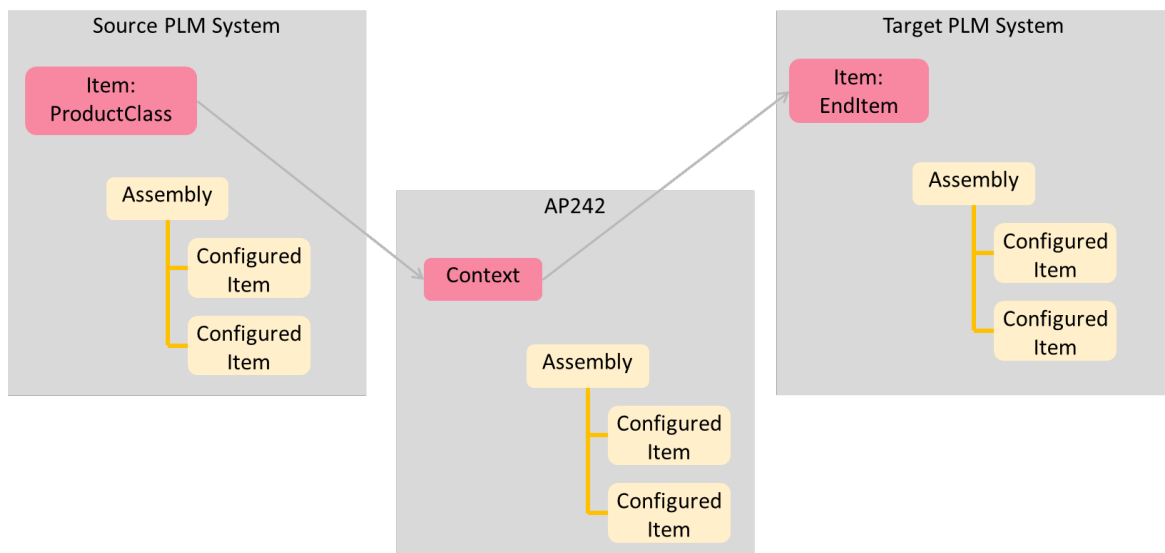 Source PLM System
Item:
ProductClass
Assembly
Configured
Item
Configured
Item
AP242
Context
Assembly
Configured
Item
Configured
Item
Target PLM System
Item:
EndItem
Assembly
Configured
Item
Configured
Item